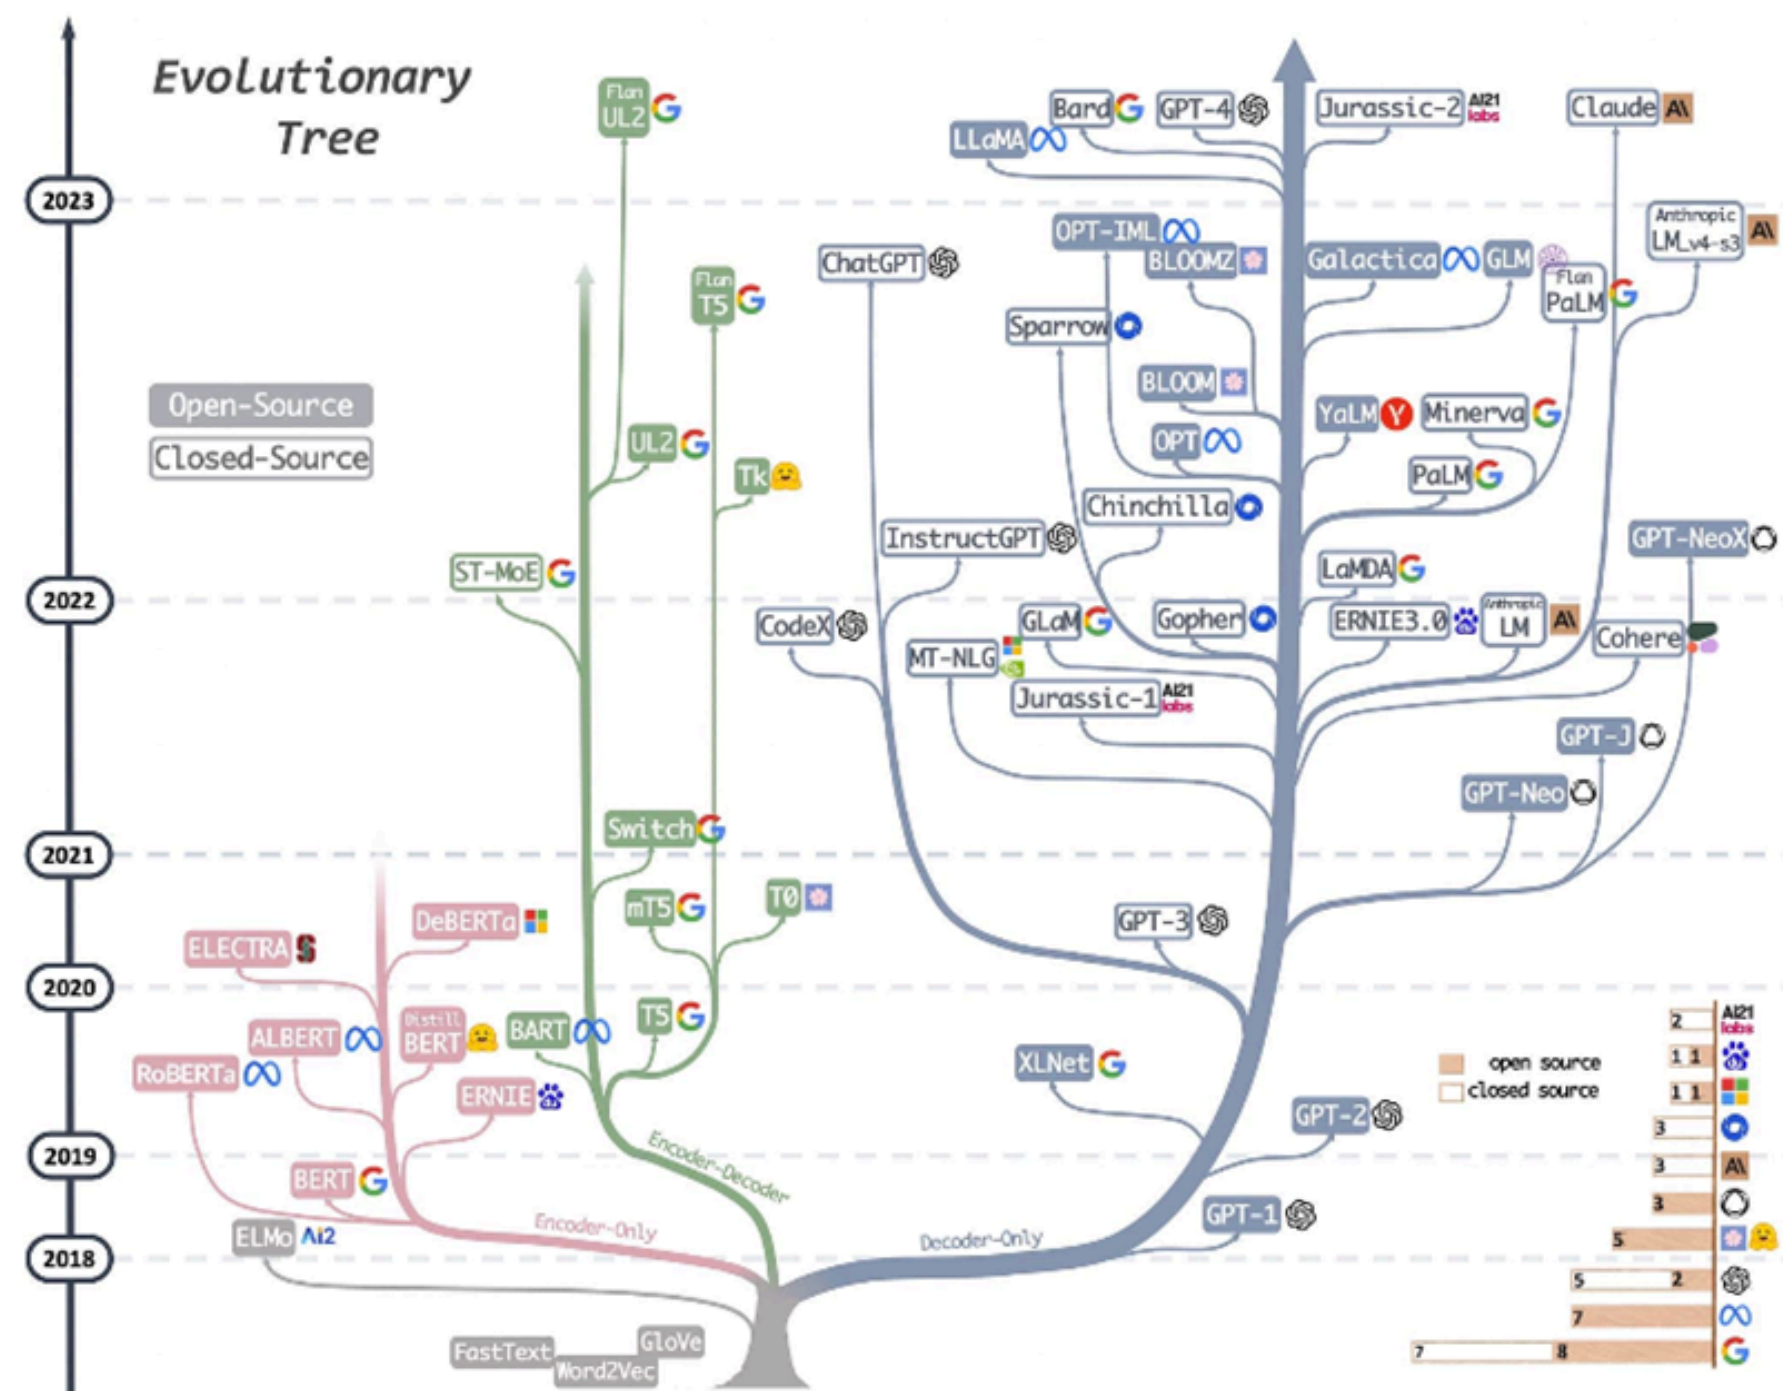 Evolutionary
Tree
Open-Source
Closed-Source
2023
2022
2021
2020
2019
2018
Flan
UL2
Flan
T5
UL2
Tk
ST-MoE
Switch
mT5
T0
BART
T5
Encoder-Decoder
DeBERTa
ELECTRA
ALBERT
Distill
BERT
RoBERTa
ERNIE
BERT
Encoder-Only
ELMo
AI2
FastText
Word2Vec
GloVe
LLaMA
Bard
GPT-4
Jurassic-2
AI21
labs
Claude
A\
Anthropic
LM_v4-s3
A\
OPT-IML
BLOOMZ
Galactica
GLM
Flan
PaLM
ChatGPT
Sparrow
BLOOM
OPT
YaLM
Minerva
PaLM
Chinchilla
InstructGPT
GPT-NeoX
LaMDA
CodeX
GLaM
Gopher
ERNIE3.0
Anthropic
LM
A\
Cohere
MT-NLG
Jurassic-1
AI21
labs
GPT-J
GPT-Neo
GPT-3
XLNet
GPT-2
GPT-1
Decoder-Only
open source
closed source
2
AI21
labs
1 1
1 1
3
3
A\
3
5
5 2
7
7 8